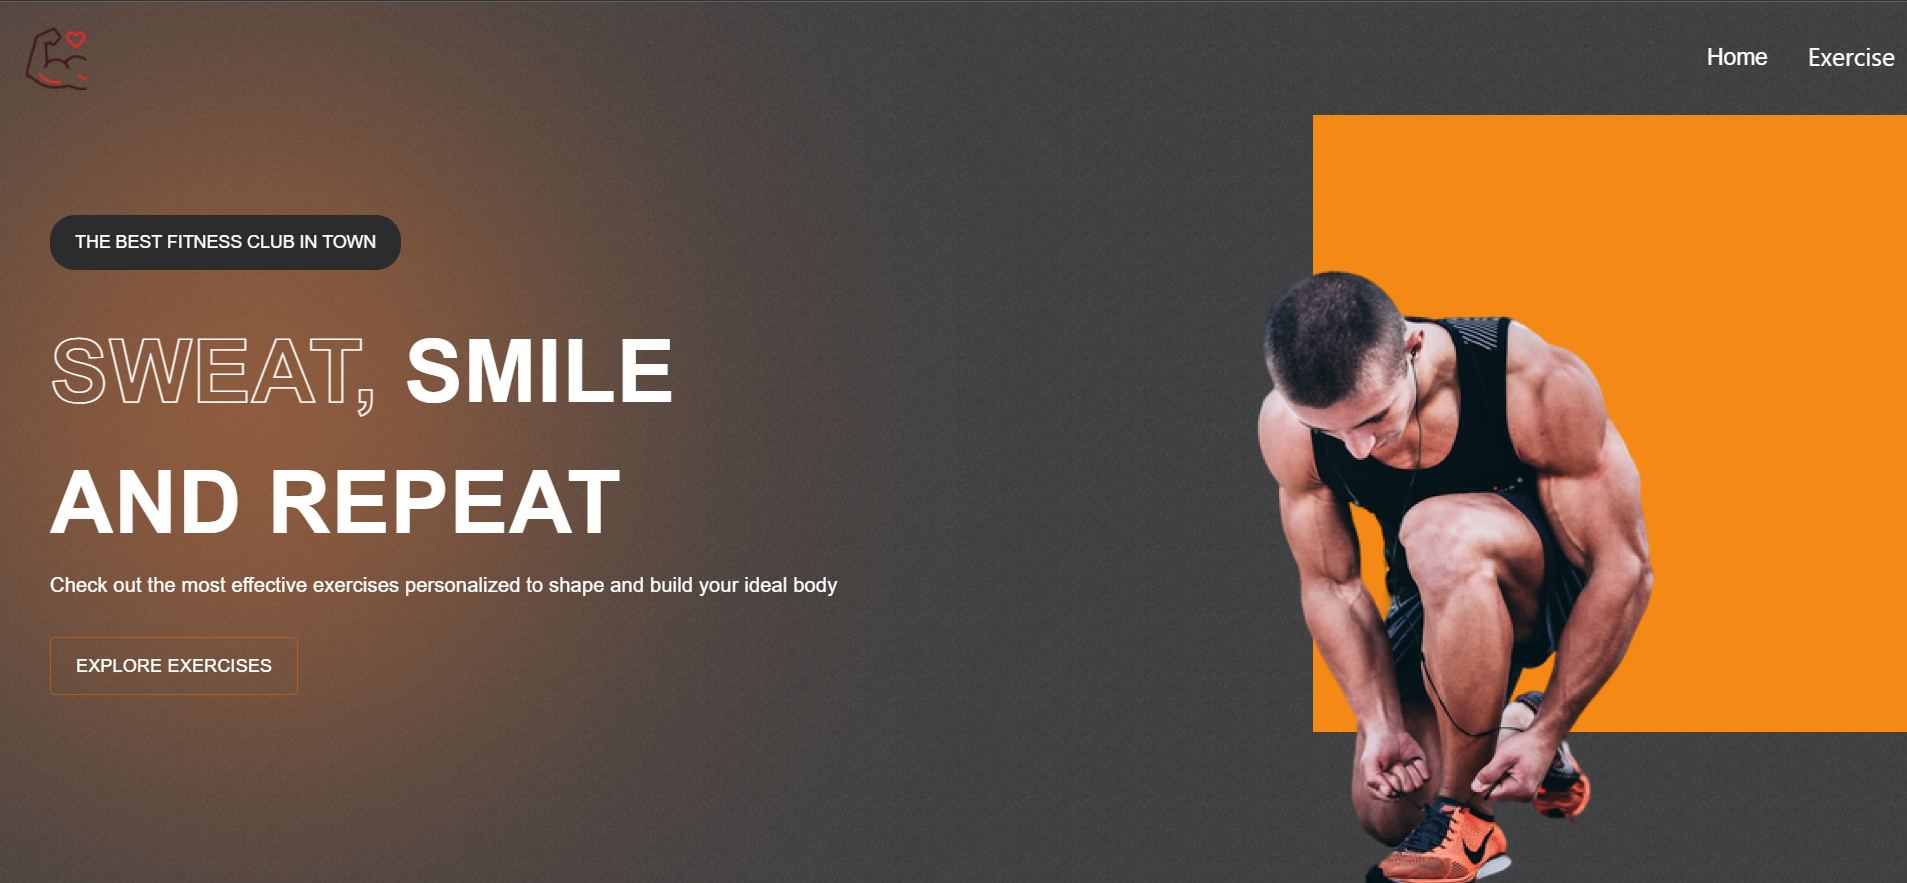 Home
Exercise
THE BEST FITNESS CLUB IN TOWN
SWEAT, SMILE
AND REPEAT
Check out the most effective exercises personalized to shape and build your ideal body
EXPLORE EXERCISES